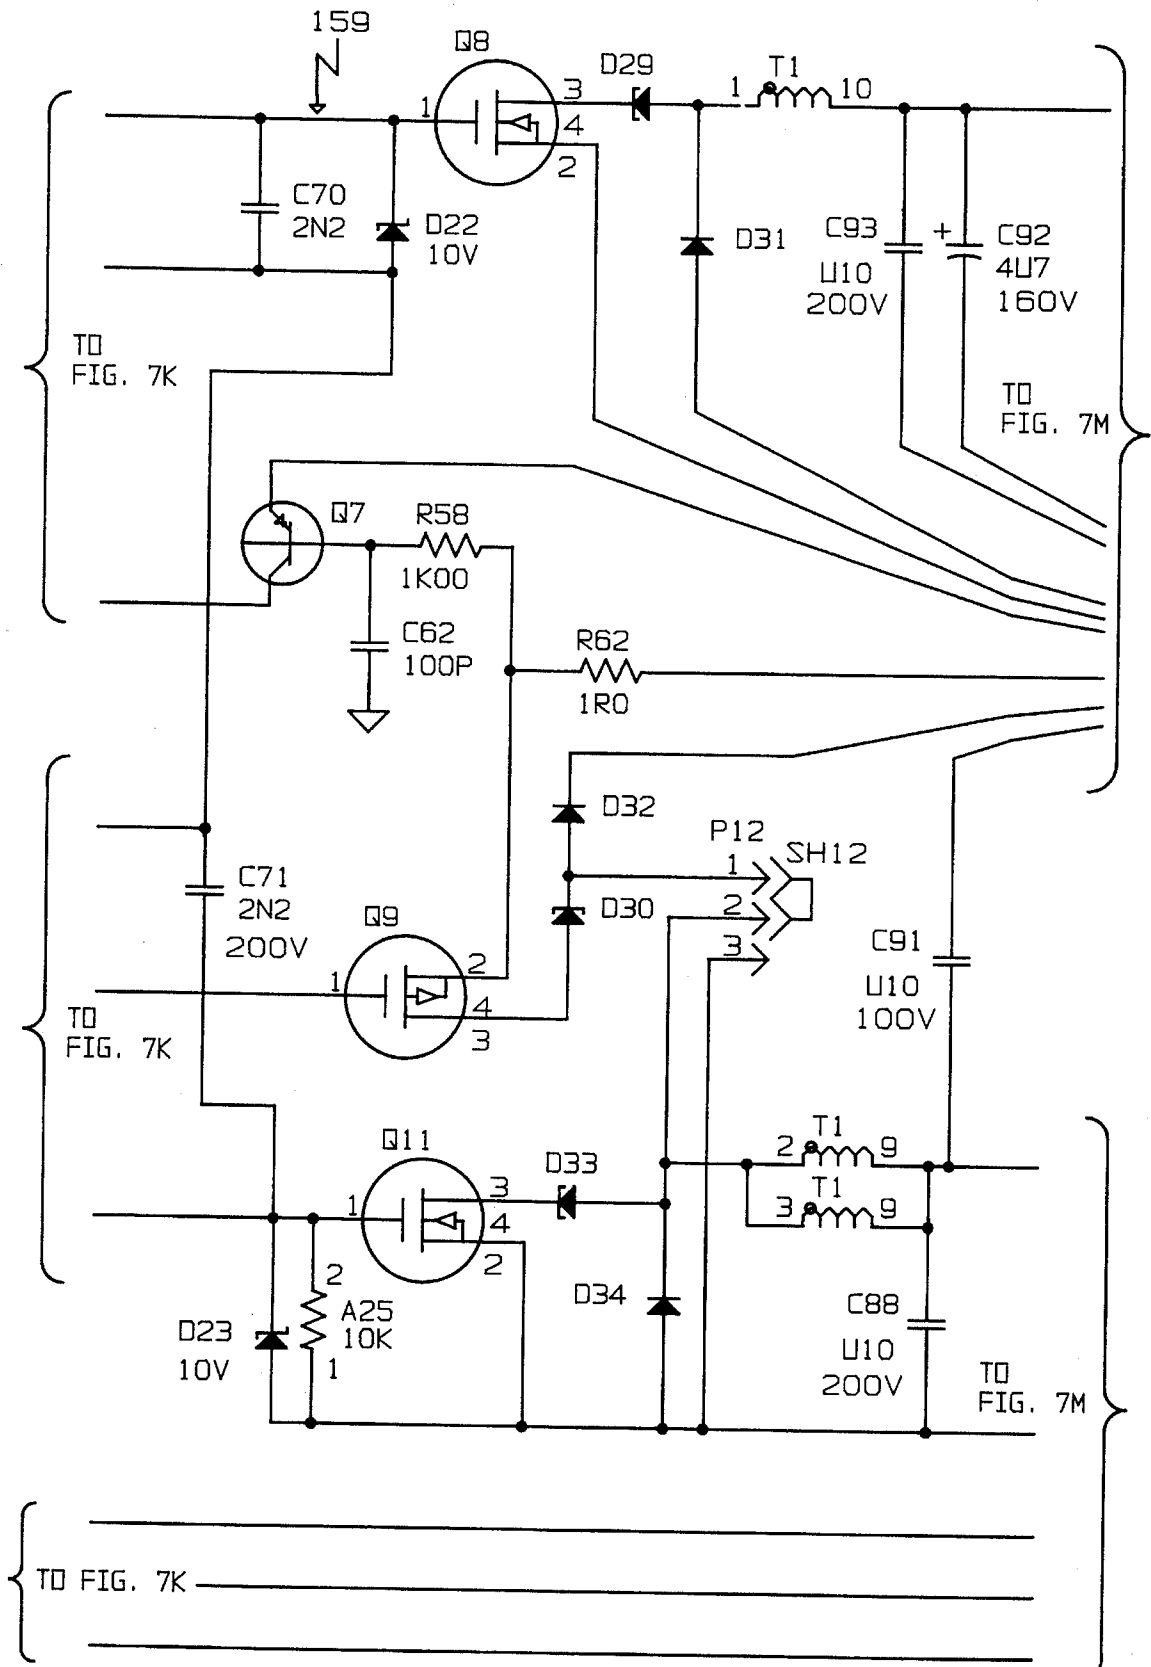 159
Q8
D29
T1
1
10
1
3
4
2
C70
2N2
D22
10V
D31
C93
U10
200V
+
C92
4U7
160V
TO
FIG. 7K
TO
FIG. 7M
Q7
R58
1K00
C62
100P
R62
1R0
D32
P12
SH12
1
2
3
C71
2N2
200V
Q9
D30
1
2
4
3
C91
U10
100V
TO
FIG. 7K
Q11
D33
T1
2
9
T1
3
9
1
3
4
2
2
A25
10K
1
D23
10V
D34
C88
U10
200V
TO
FIG. 7M
TO FIG. 7K